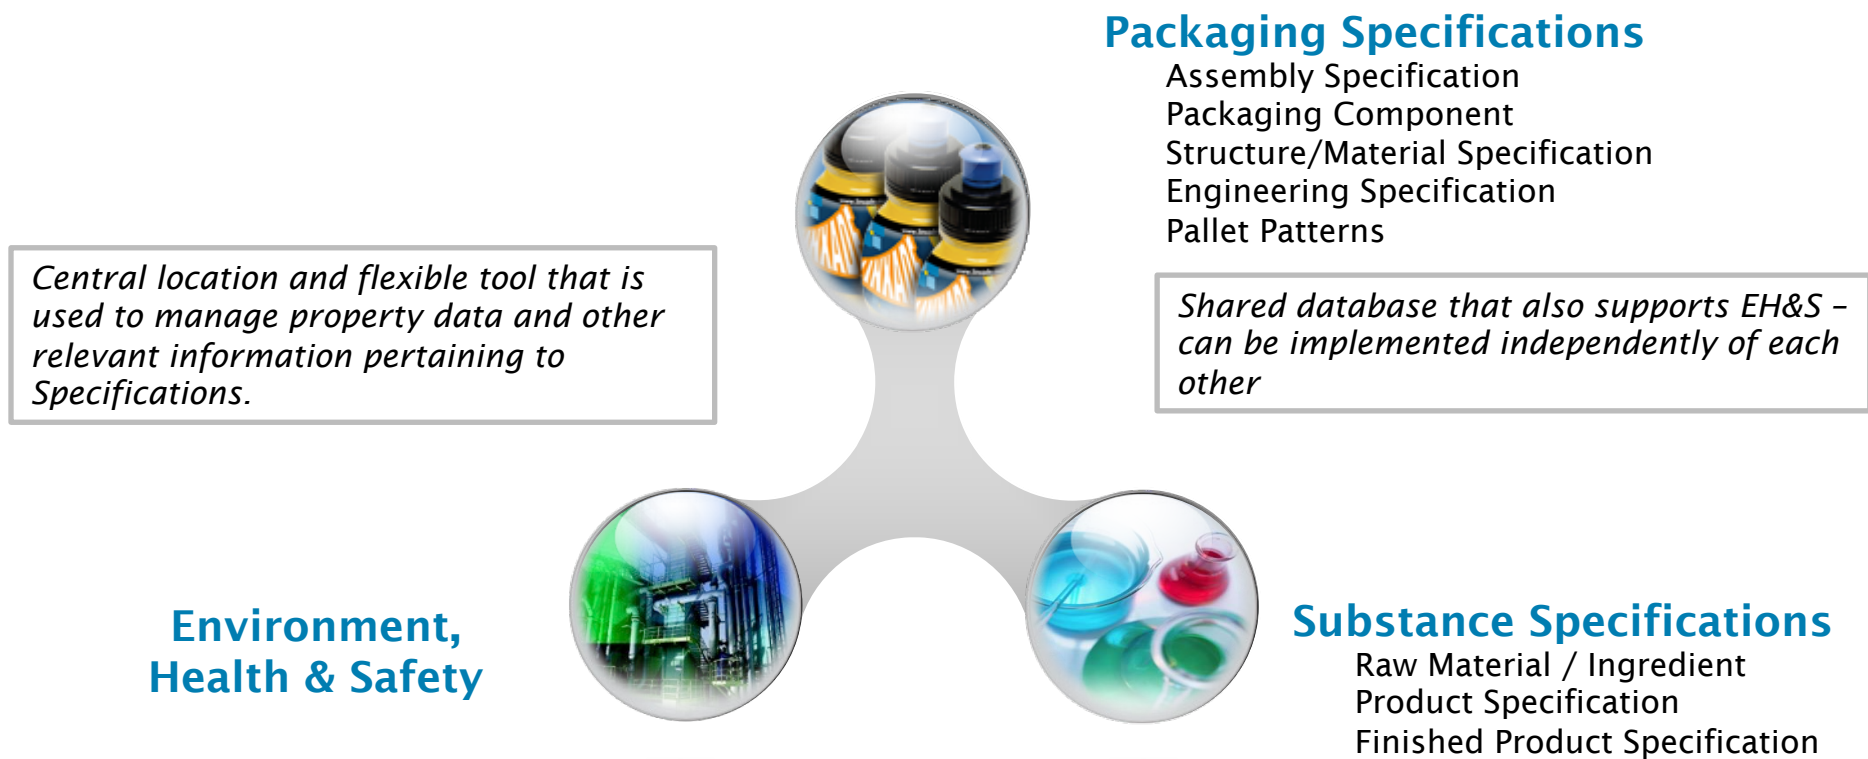 Packaging Specifications
Assembly Specification
Packaging Component
Structure/Material Specification
Engineering Specification
Pallet Patterns
Central location and flexible tool that is
used to manage property data and other
relevant information pertaining to
Specifications.
Shared database that also supports EH&S –
can be implemented independently of each
other
Environment,
Health & Safety
Substance Specifications
Raw Material / Ingredient
Product Specification
Finished Product Specification